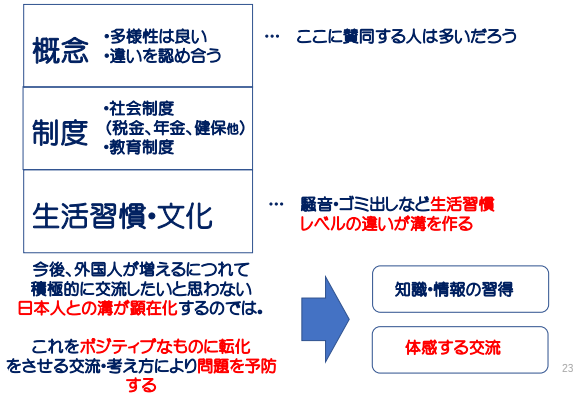 概念
・多様性は良い
・違いを認め合う
… ここに賛同する人は多いだろう
制度
・社会制度
（税金、年金、健保他）
・教育制度
生活習慣・文化
… 騒音・ゴミ出しなど生活習慣
レベルの違いが溝を作る
今後、外国人が増えるにつれて
積極的に交流したいと思わない
日本人との溝が顕在化するのでは。
これをポジティブなものに転化
をさせる交流・考え方により問題を予防
する
知識・情報の習得
体感する交流
23